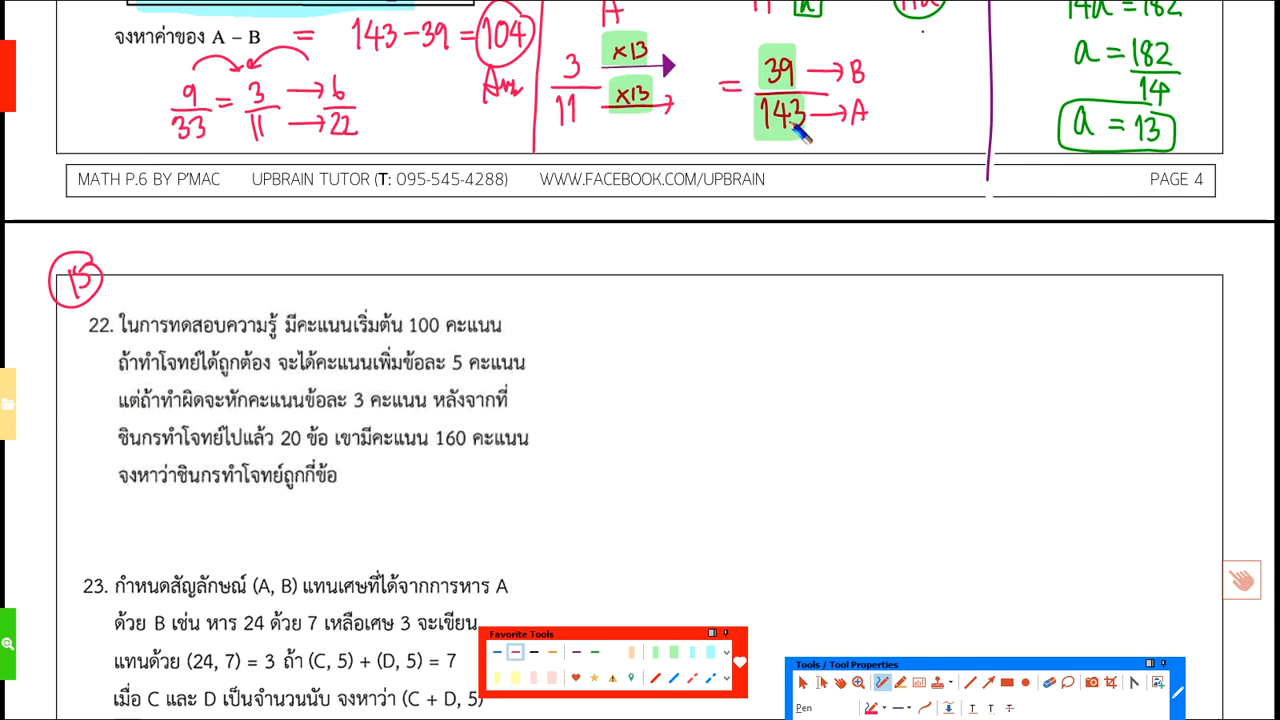 14a = 182
จงหาค่าของ A – B = 143 – 39 = 104
Ans
9/33 = 3/11 → 6
→ 22
A
3/11 ×13
×13
= 39 → B
143 → A
a = 182/14
a = 13
MATH P.6 BY P'MAC UPBRAIN TUTOR (T: 095-545-4288) WWW.FACEBOOK.COM/UPBRAIN PAGE 4
15
22. ในการทดสอบความรู้ มีคะแนนเริ่มต้น 100 คะแนน
ถ้าทำโจทย์ได้ถูกต้อง จะได้คะแนนเพิ่มข้อละ 5 คะแนน
แต่ถ้าทำผิดจะหักคะแนนข้อละ 3 คะแนน หลังจากที่
ชินกรทำโจทย์ไปแล้ว 20 ข้อ เขามีคะแนน 160 คะแนน
จงหาว่าชินกรทำโจทย์ถูกกี่ข้อ
23. กำหนดสัญลักษณ์ (A, B) แทนเศษที่ได้จากการหาร A
ด้วย B เช่น หาร 24 ด้วย 7 เหลือเศษ 3 จะเขียน
แทนด้วย (24, 7) = 3 ถ้า (C, 5) + (D, 5) = 7
เมื่อ C และ D เป็นจำนวนนับ จงหาว่า (C + D, 5)
Favorite Tools
Tools / Tool Properties
Pen